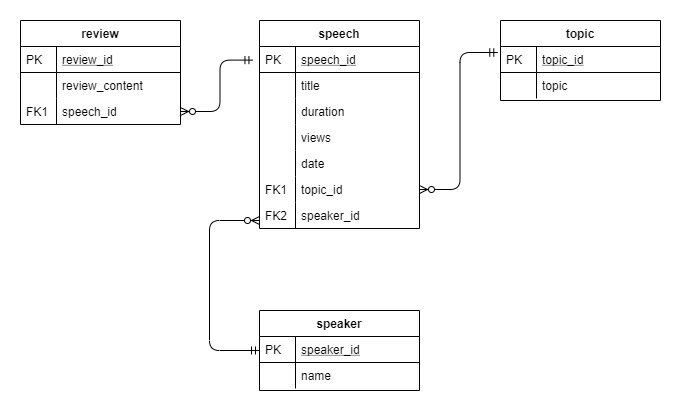 review
PK review_id
review_content
FK1 speech_id
speech
PK speech_id
title
duration
views
date
FK1 topic_id
FK2 speaker_id
topic
PK topic_id
topic
speaker
PK speaker_id
name